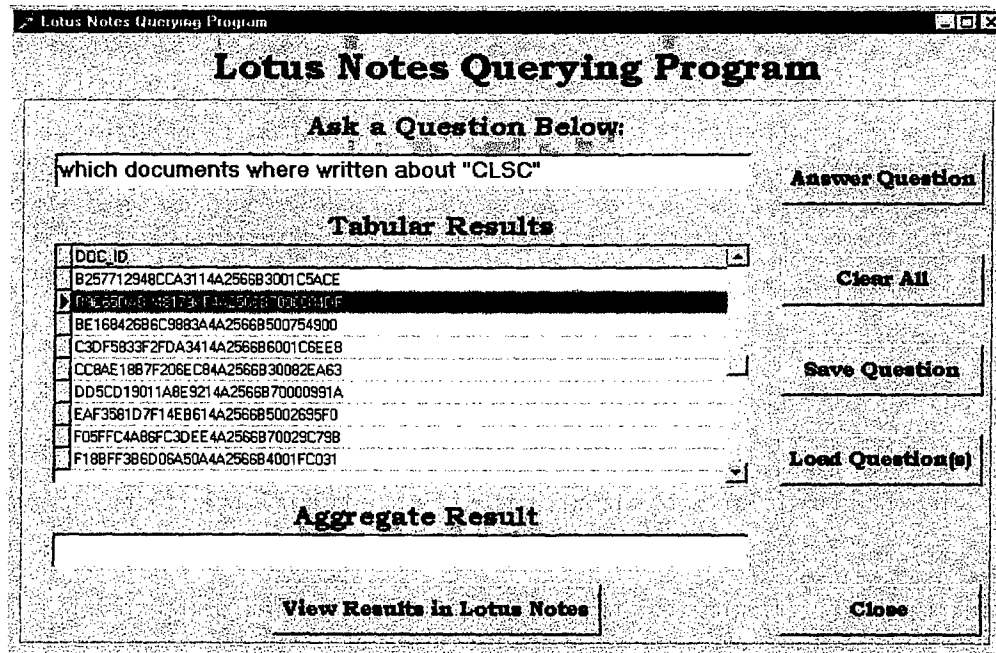 Lotus Notes Querying Program
Lotus Notes Querying Program
Ask a Question Below:
which documents where written about "CLSC"
Answer Question
Tabular Results
DOC_ID
B257712948CCA3114A2566B3001C5ACE
BE16842686C9883A4A2566B500754900
C3DF5833F2FDA3414A2566B6001C6EE8
CC8AE1887F206EC84A2566B30082EA63
DD5CD19011A8E9214A2566B70000991A
EAF3581D7F14EB614A2566B5002695F0
F05FFC4A86FC3DEE4A2566B70029C798
F18BFF3B6D06A50A4A2566B4001FC031
Clear All
Save Question
Load Question(s)
Aggregate Result
View Results in Lotus Notes
Close